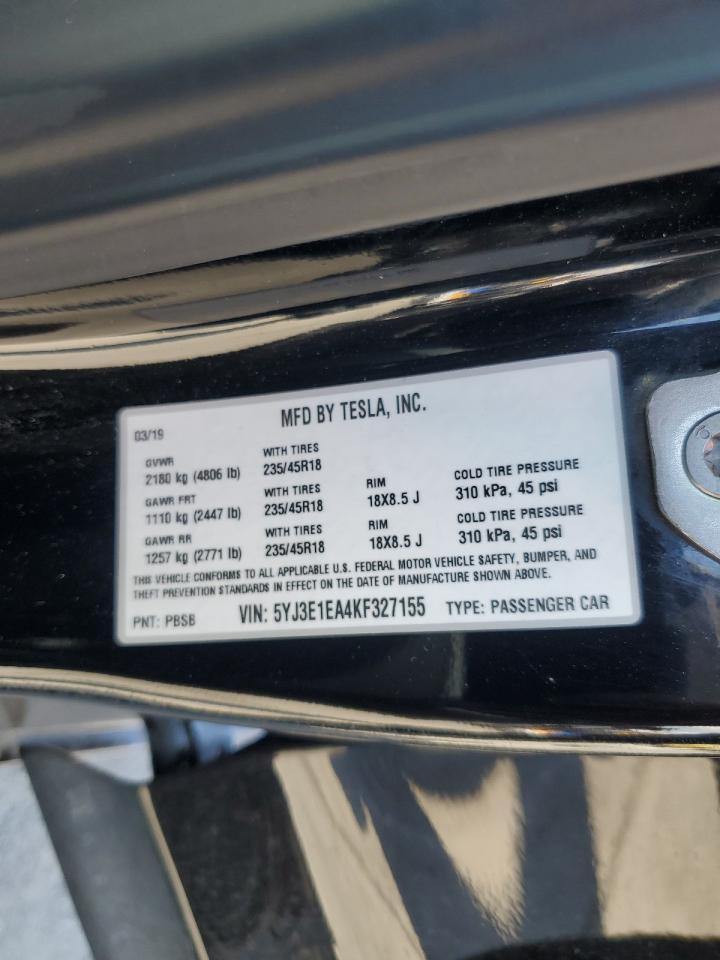 MFD BY TESLA, INC.
03/19
GVWR WITH TIRES
2180 kg (4806 lb) 235/45R18
GAWR FRT WITH TIRES RIM COLD TIRE PRESSURE
1110 kg (2447 lb) 235/45R18 18X8.5 J 310 kPa, 45 psi
GAWR RR WITH TIRES RIM COLD TIRE PRESSURE
1257 kg (2771 lb) 235/45R18 18X8.5 J 310 kPa, 45 psi
THIS VEHICLE CONFORMS TO ALL APPLICABLE U.S. FEDERAL MOTOR VEHICLE SAFETY, BUMPER, AND
THEFT PREVENTION STANDARDS IN EFFECT ON THE DATE OF MANUFACTURE SHOWN ABOVE.
PNT: PBSB VIN: 5YJ3E1EA4KF327155 TYPE: PASSENGER CAR